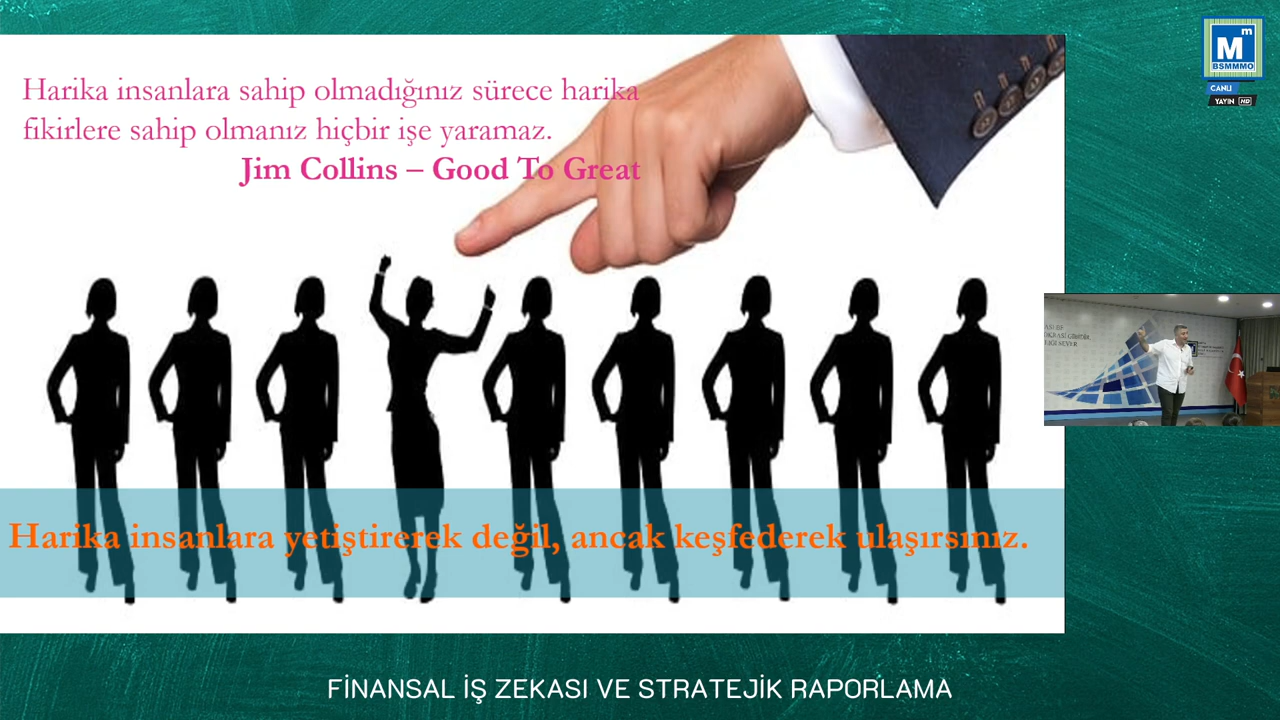 Harika insanlara sahip olmadığınız sürece harika
fikirlere sahip olmanız hiçbir işe yaramaz.
Jim Collins – Good To Great
Harika insanlara yetiştirerek değil, ancak keşfederek ulaşırsınız.
Mm
BSMMMO
CANLI
YAYIN HD
FİNANSAL İŞ ZEKASI VE STRATEJİK RAPORLAMA